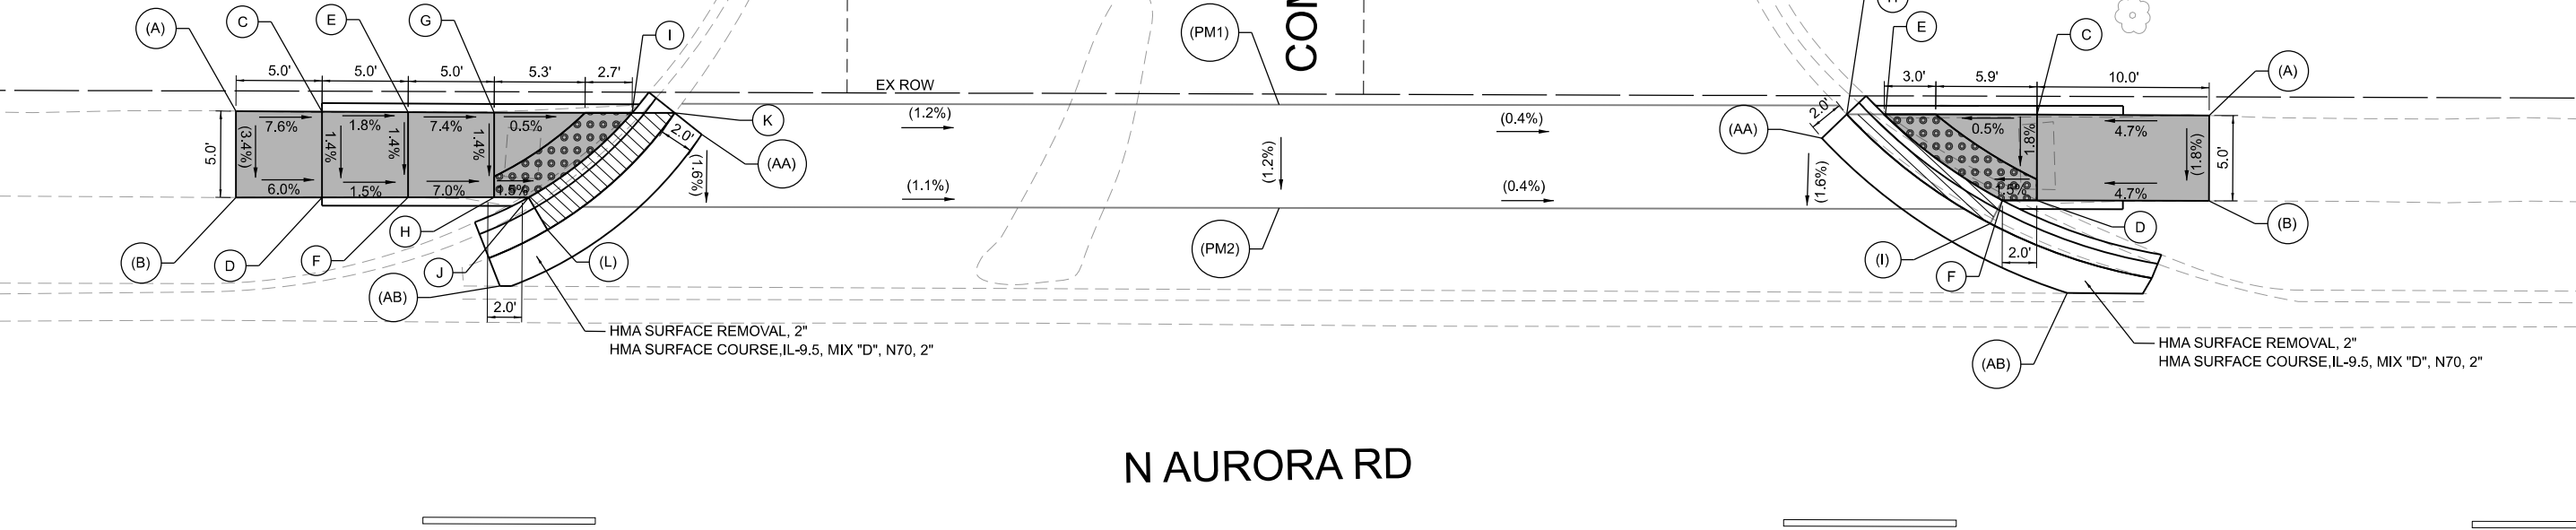 (A)
C
E
G
I
(PM1)
CON
E
C
(A)
5.0'
5.0'
5.0'
5.3'
2.7'
EX ROW
3.0'
5.9'
10.0'
7.6%
1.8%
7.4%
0.5%
K
(1.2%)
(0.4%)
(AA)
2.0'
0.5%
4.7%
5.0'
(3.4%)
1.4%
1.4%
1.4%
2.0'
(AA)
(1.6%)
(1.2%)
(1.6%)
1.8%
(1.8%)
5.0'
6.0%
1.5%
7.0%
1.5%
(1.1%)
(0.4%)
4.7%
(B)
D
F
H
J
(L)
(PM2)
(I)
F
D
(B)
2.0'
(AB)
2.0'
HMA SURFACE REMOVAL, 2"
HMA SURFACE COURSE,IL-9.5, MIX "D", N70, 2"
(AB)
HMA SURFACE REMOVAL, 2"
HMA SURFACE COURSE,IL-9.5, MIX "D", N70, 2"
N AURORA RD